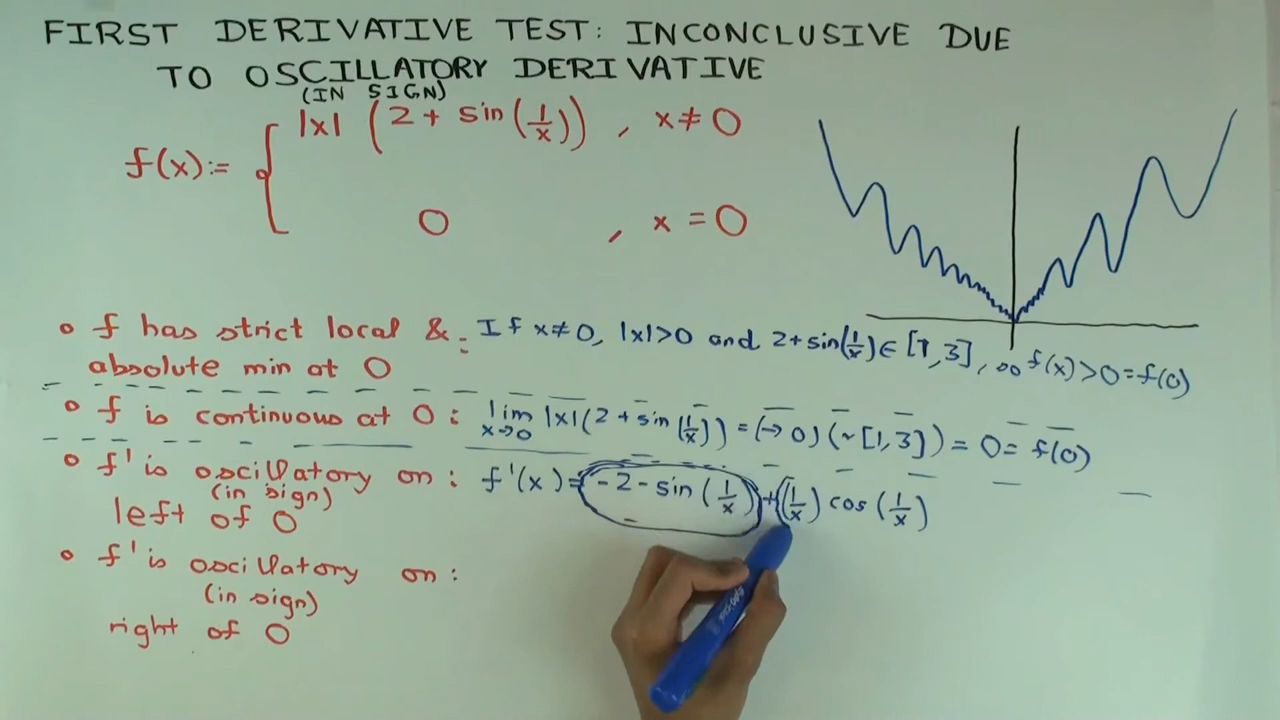 FIRST DERIVATIVE TEST: INCONCLUSIVE DUE
TO OSCILLATORY DERIVATIVE
(IN SIGN)
f(x):= { |x| (2 + sin(1/x)) , x≠0
0 , x=0
• f has strict local & : If x≠0, |x|>0 and 2+sin(1/x)∈[1,3], ∞ f(x)>0=f(0)
absolute min at 0
• f is continuous at 0: lim x→0 |x|(2+sin(1/x)) = (→0)(~[1,3]) = 0 = f(0)
• f' is oscillatory on: f'(x) = -2-sin(1/x)+(1/x)cos(1/x)
(in sign)
left of 0
• f' is oscillatory on:
(in sign)
right of 0